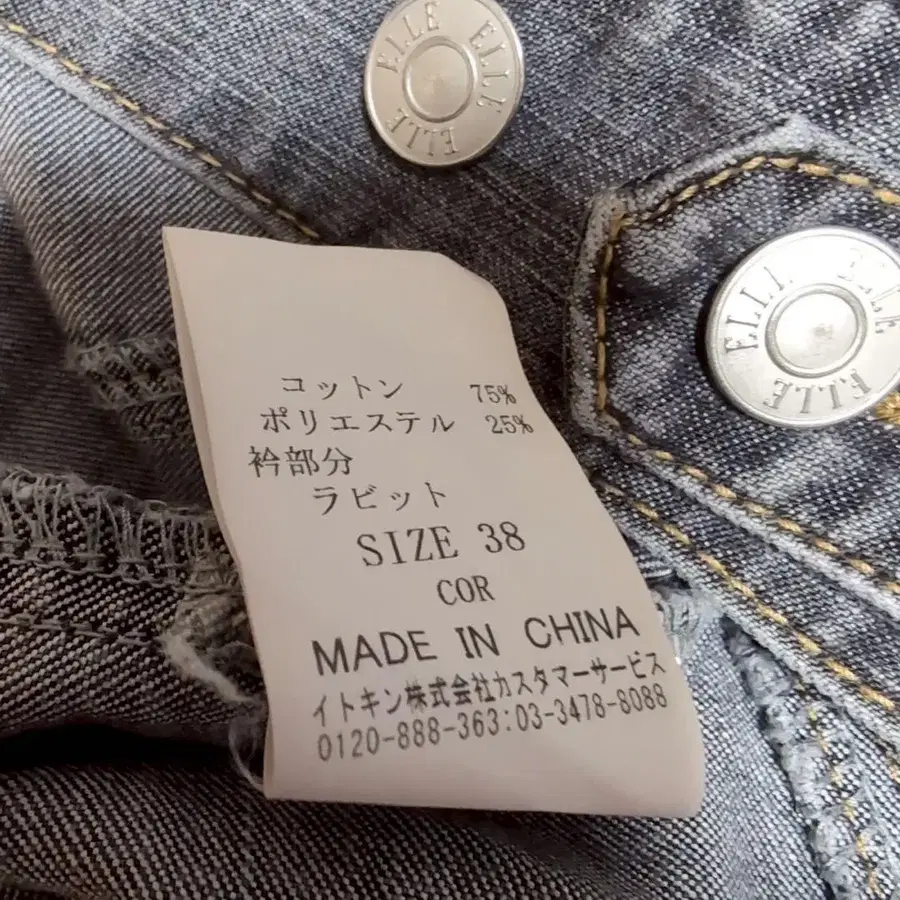 ELLE ELLE ELLE
ELLE ELLE ELLE
コットン 75%
ポリエステル 25%
衿部分
ラビット
SIZE 38
COR
MADE IN CHINA
イトキン株式会社カスタマーサービス
0120-888-363:03-3478-8088